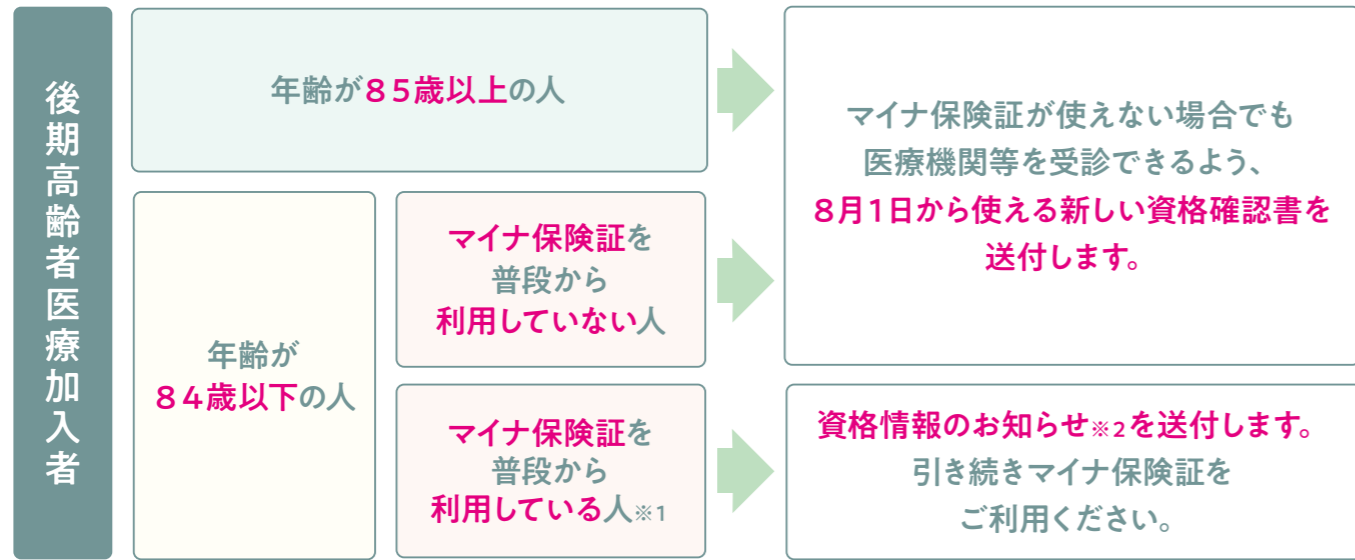 後期高齢者医療加入者
年齢が８５歳以上の人
マイナ保険証が使えない場合でも
医療機関等を受診できるよう、
８月１日から使える新しい資格確認書を
送付します。
年齢が
８４歳以下の人
マイナ保険証を
普段から
利用していない人
マイナ保険証を
普段から
利用している人※1
資格情報のお知らせ※2を送付します。
引き続きマイナ保険証を
ご利用ください。